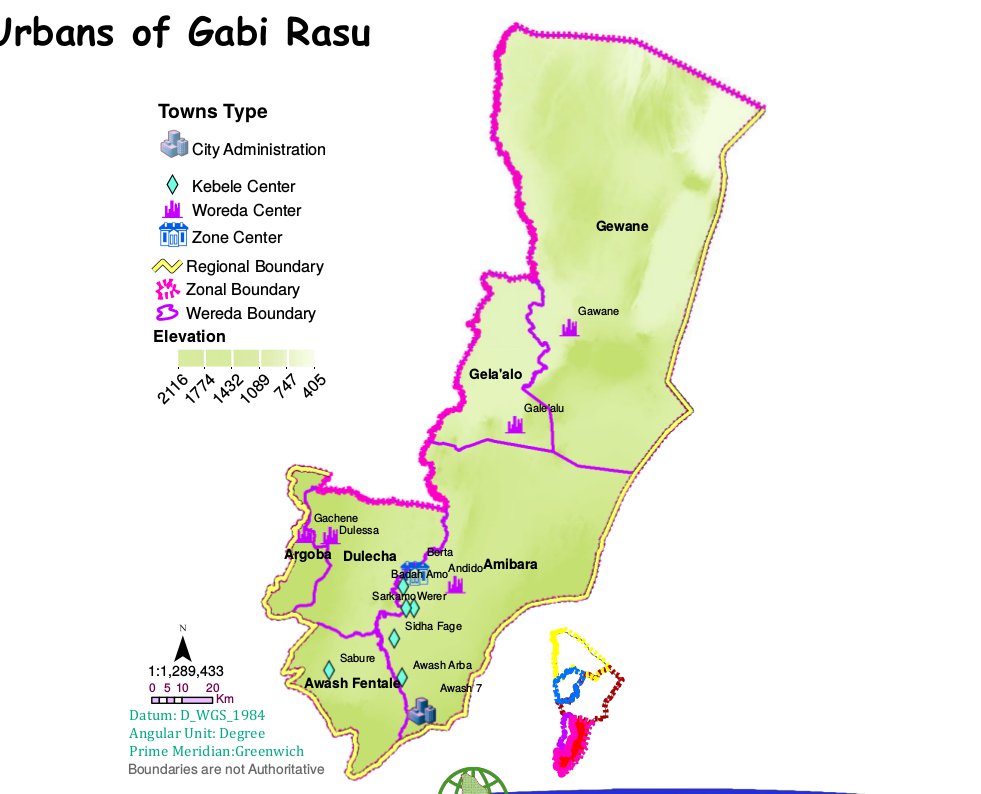 Urbans of Gabi Rasu
Towns Type
City Administration
Kebele Center
Woreda Center
Zone Center
Regional Boundary
Zonal Boundary
Wereda Boundary
Elevation
2116 1774 1432 1089 747 405
Gewane
Gawane
Gela'alo
Gale'alu
Gachene
Dulessa
Argoba
Dulecha
Berta
Amibara
Andido
Badah Amo
Sarkamo
Werer
Sidha Fage
Sabure
Awash Arba
Awash Fentale
Awash 7
N
1:1,289,433
0 5 10 20
Km
Datum: D_WGS_1984
Angular Unit: Degree
Prime Meridian:Greenwich
Boundaries are not Authoritative